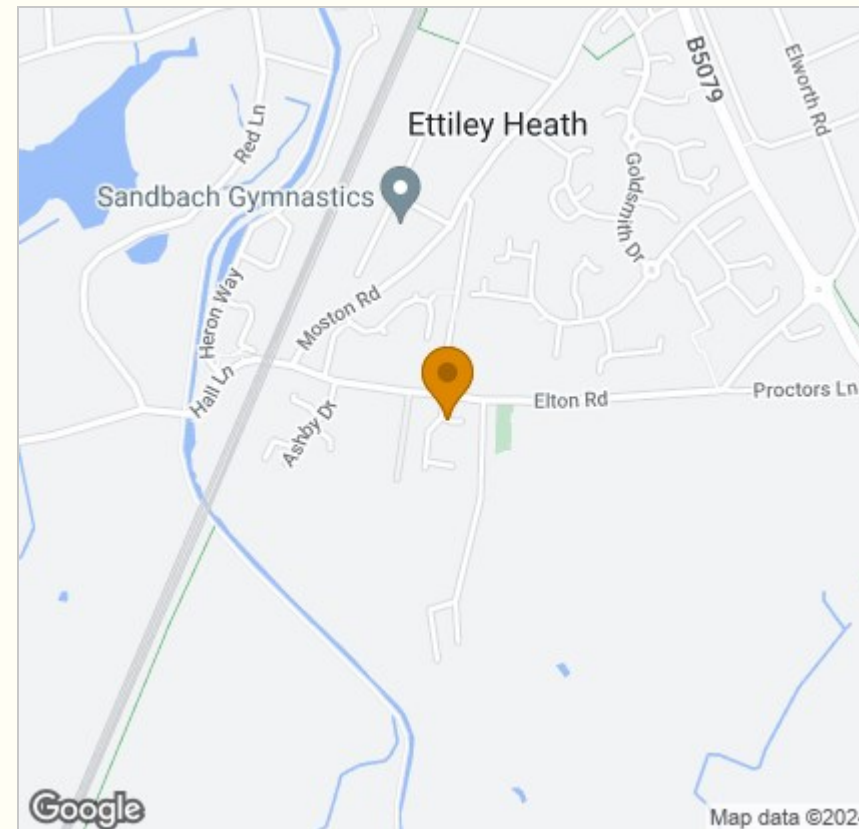 B5079
Elworth Rd
Ettiley Heath
Red Ln
Goldsmith Dr
Sandbach Gymnastics
Heron Way
Moston Rd
Hall Ln
Ashby Dr
Elton Rd
Proctors Ln
Google
Map data ©202